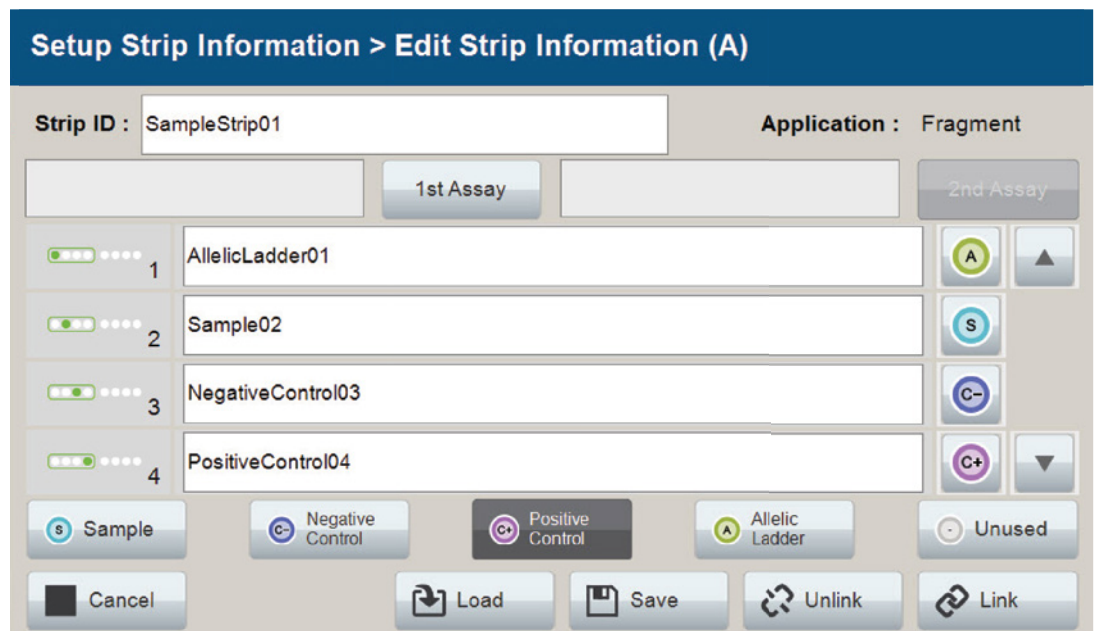 Setup Strip Information > Edit Strip Information (A)
Strip ID : SampleStrip01 Application : Fragment
1st Assay 2nd Assay
1 AllelicLadder01 A
2 Sample02 S
3 NegativeControl03 C-
4 PositiveControl04 C+
S Sample C- Negative Control C+ Positive Control A Allelic Ladder - Unused
Cancel Load Save Unlink Link